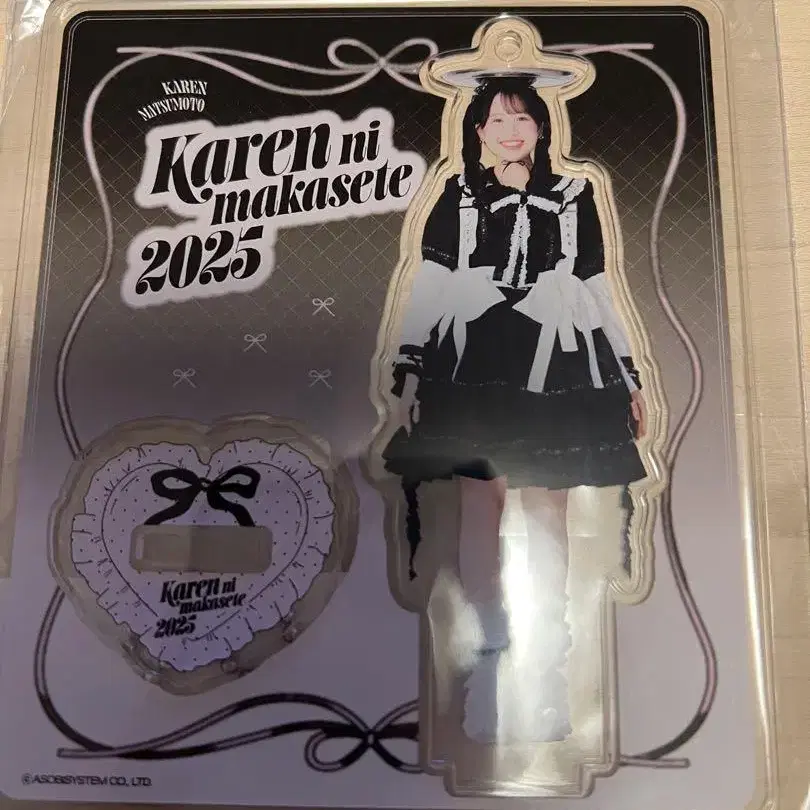 KAREN
MATSUMOTO
Karen ni
makasete
2025
Karen ni
makasete
2025
©ASOBISYSTEM CO., LTD.